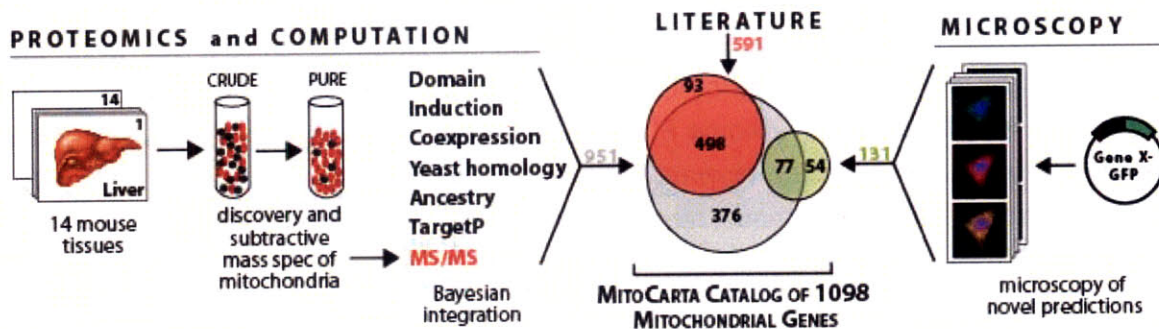 PROTEOMICS and COMPUTATION
14
1
Liver
14 mouse
tissues
CRUDE
PURE
discovery and
subtractive
mass spec of
mitochondria
Domain
Induction
Coexpression
Yeast homology
Ancestry
TargetP
MS/MS
Bayesian
integration
951
LITERATURE
591
93
498
77
54
376
131
MITOCARTA CATALOG OF 1098
MITOCHONDRIAL GENES
MICROSCOPY
Gene X-
GFP
microscopy of
novel predictions